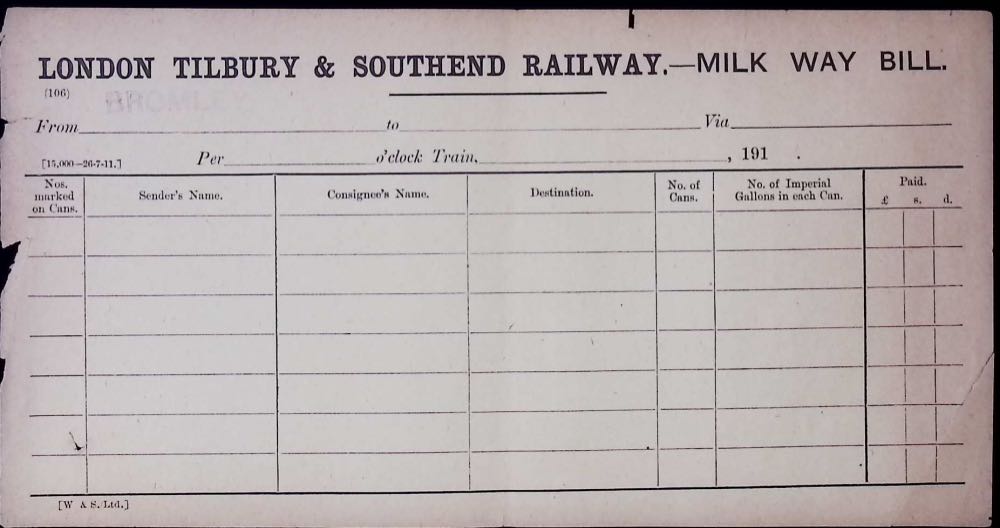 LONDON TILBURY & SOUTHEND RAILWAY.—MILK WAY BILL.
(106) BROMLEY
From to Via
[15,000—26-7-11.] Per o'clock Train, , 191 .
Nos. marked on Cans. Sender's Name. Consignee's Name. Destination. No. of Cans. No. of Imperial Gallons in each Can. Paid. £ s. d.
[W & S. Ltd.]